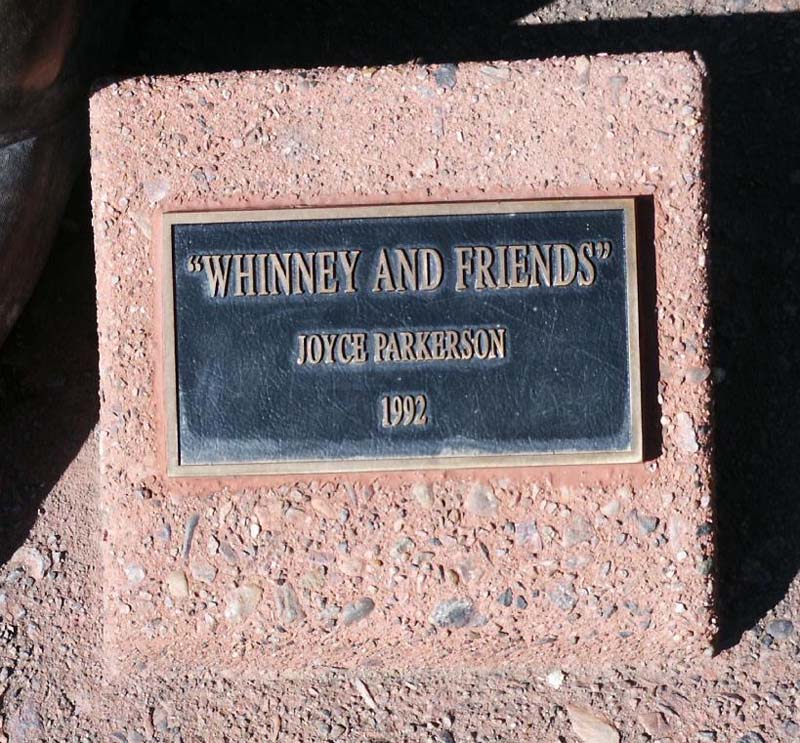 “WHINNEY AND FRIENDS”
JOYCE PARKERSON
1992